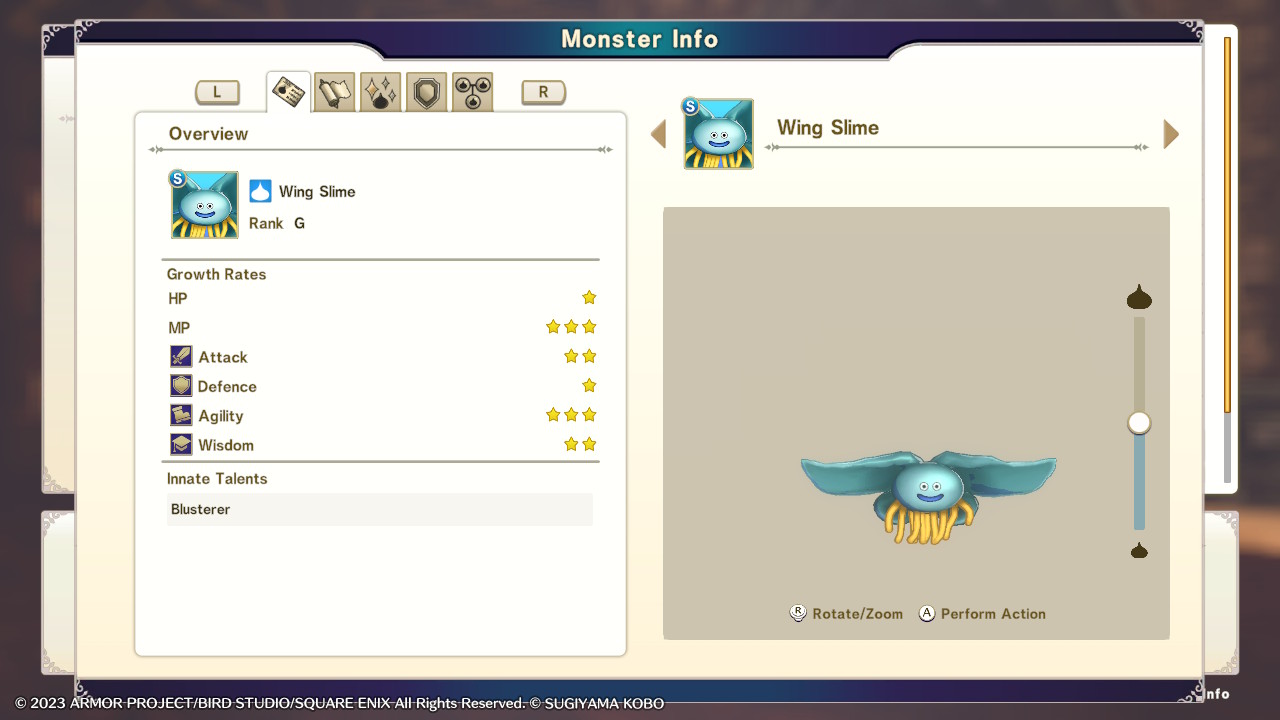 Monster Info
L
R
Overview
S
Wing Slime
Rank G
Growth Rates
HP
MP
Attack
Defence
Agility
Wisdom
Innate Talents
Blusterer
S
Wing Slime
R Rotate/Zoom A Perform Action
Info
© 2023 ARMOR PROJECT/BIRD STUDIO/SQUARE ENIX All Rights Reserved. © SUGIYAMA KOBO